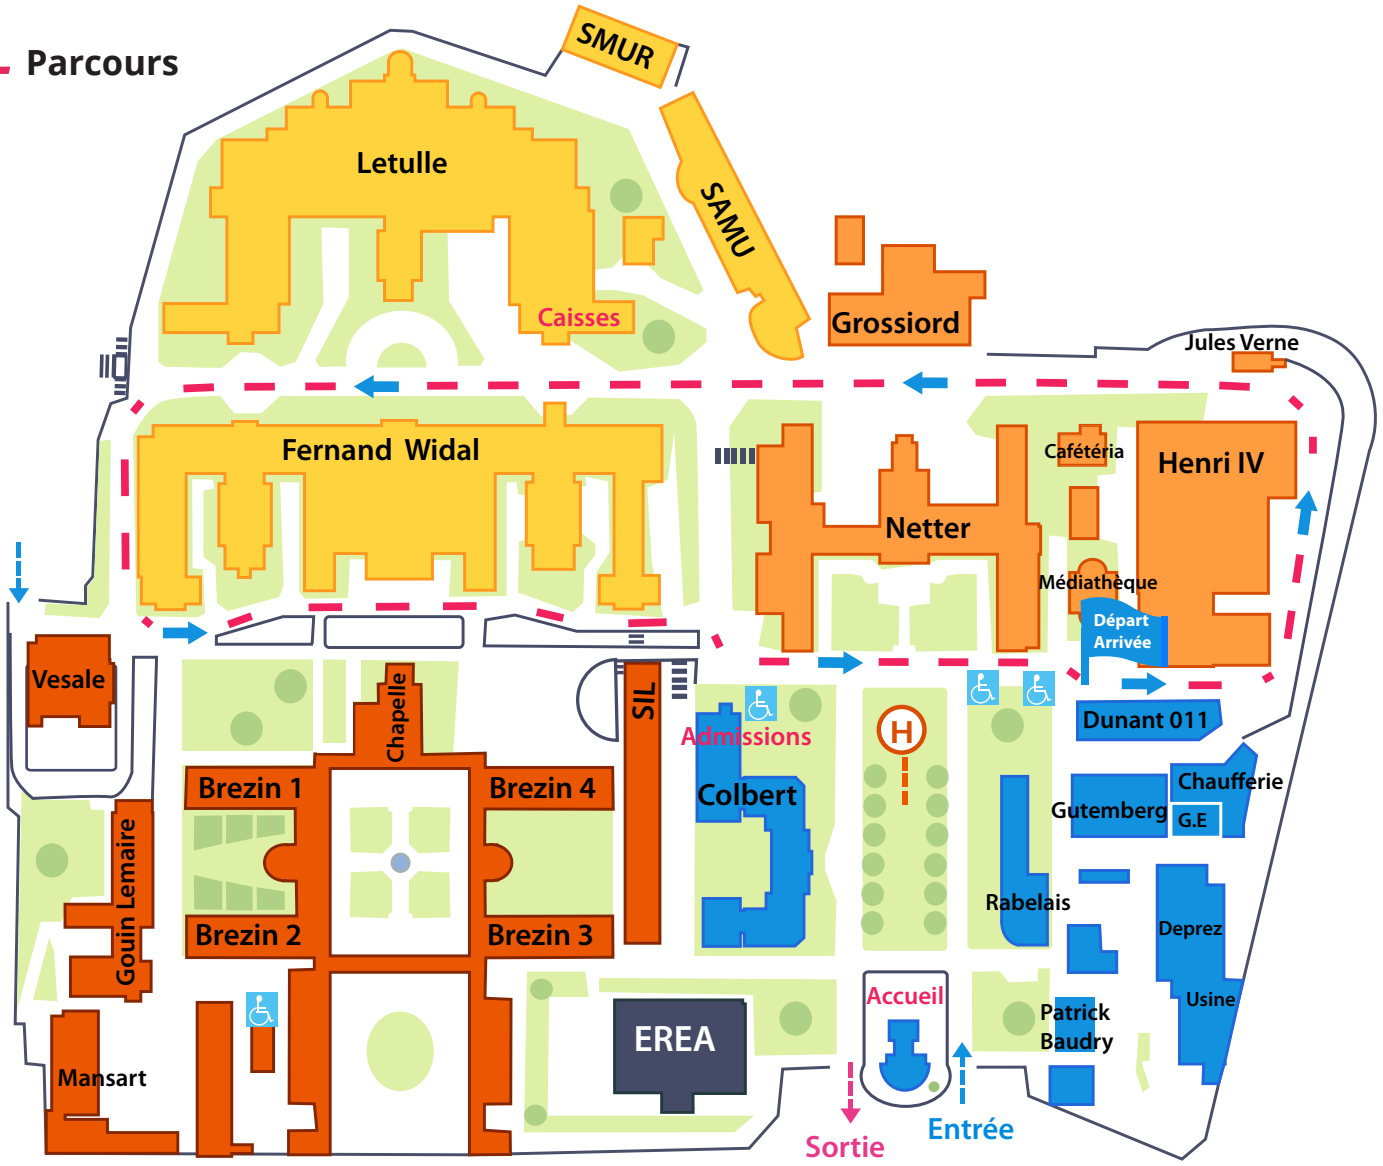 Parcours
SMUR
Letulle
SAMU
Caisses
Grossiord
Jules Verne
Fernand Widal
Cafétéria
Henri IV
Netter
Médiathèque
Départ
Arrivée
Vesale
Chapelle
SIL
Admissions
H
Dunant 011
Brezin 1
Brezin 4
Colbert
Chaufferie
Gutemberg
G.E
Gouin Lemaire
Rabelais
Brezin 2
Brezin 3
Deprez
Accueil
Usine
Patrick
Baudry
EREA
Mansart
Entrée
Sortie